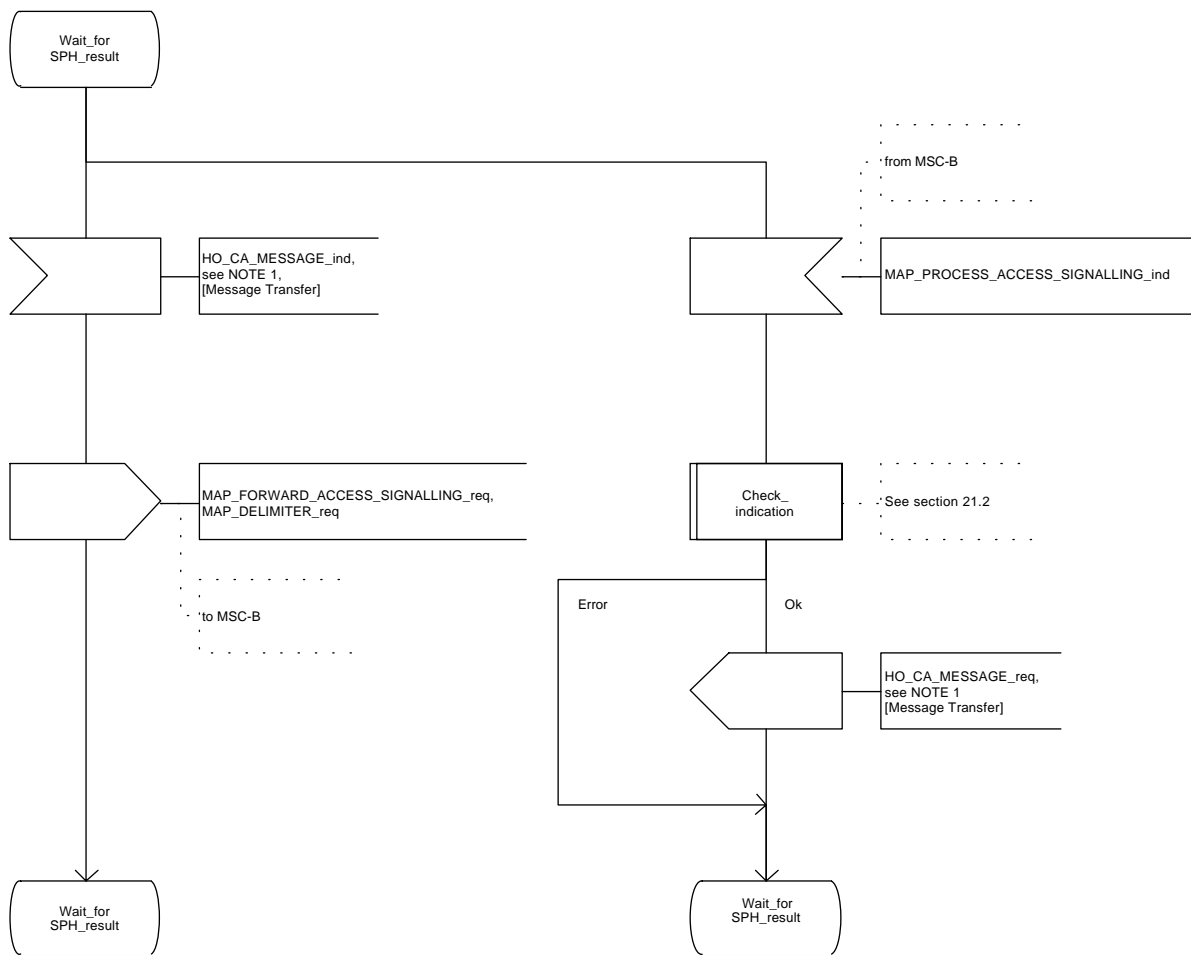 Wait_for
SPH_result
from MSC-B
HO_CA_MESSAGE_ind,
see NOTE 1,
[Message Transfer]
MAP_PROCESS_ACCESS_SIGNALLING_ind
MAP_FORWARD_ACCESS_SIGNALLING_req,
MAP_DELIMITER_req
Check_
indication
See section 21.2
to MSC-B
Error
Ok
HO_CA_MESSAGE_req,
see NOTE 1
[Message Transfer]
Wait_for
SPH_result
Wait_for
SPH_result